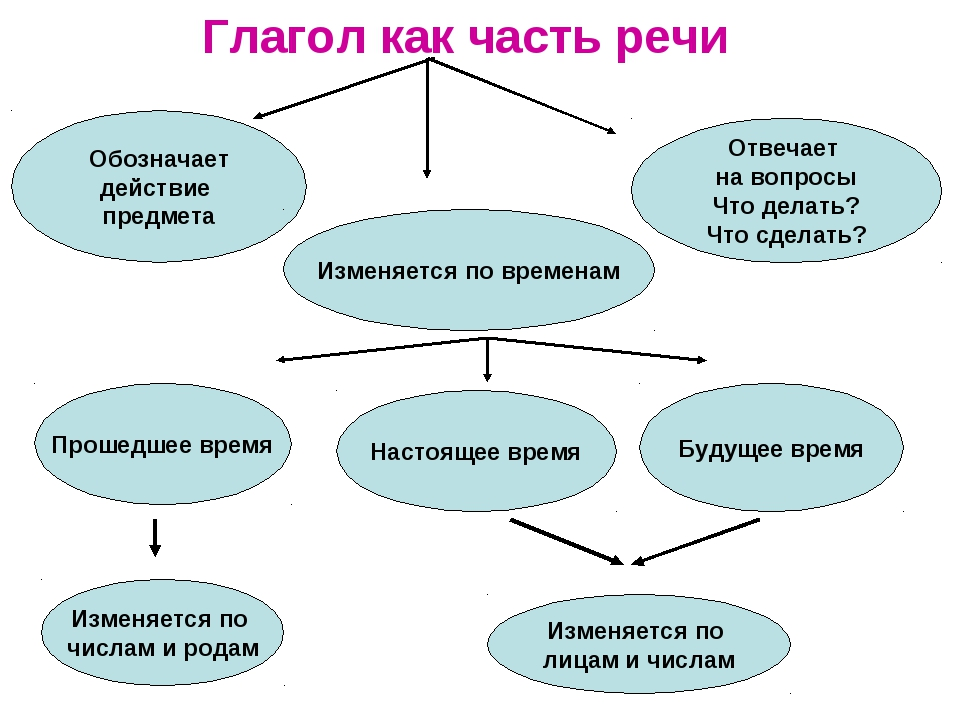 Глагол как часть речи
Обозначает
действие
предмета
Отвечает
на вопросы
Что делать?
Что сделать?
Изменяется по временам
Прошедшее время
Настоящее время
Будущее время
Изменяется по
числам и родам
Изменяется по
лицам и числам